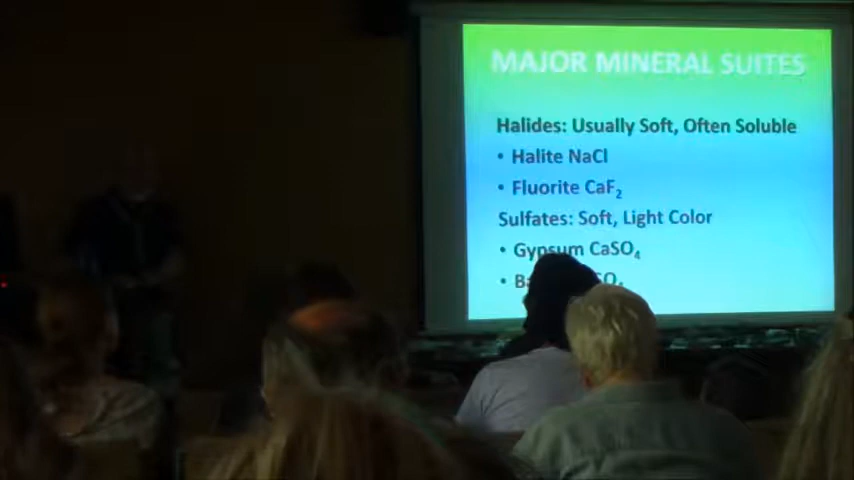 MAJOR MINERAL SUITES
Halides: Usually Soft, Often Soluble
• Halite NaCl
• Fluorite CaF₂
Sulfates: Soft, Light Color
• Gypsum CaSO₄